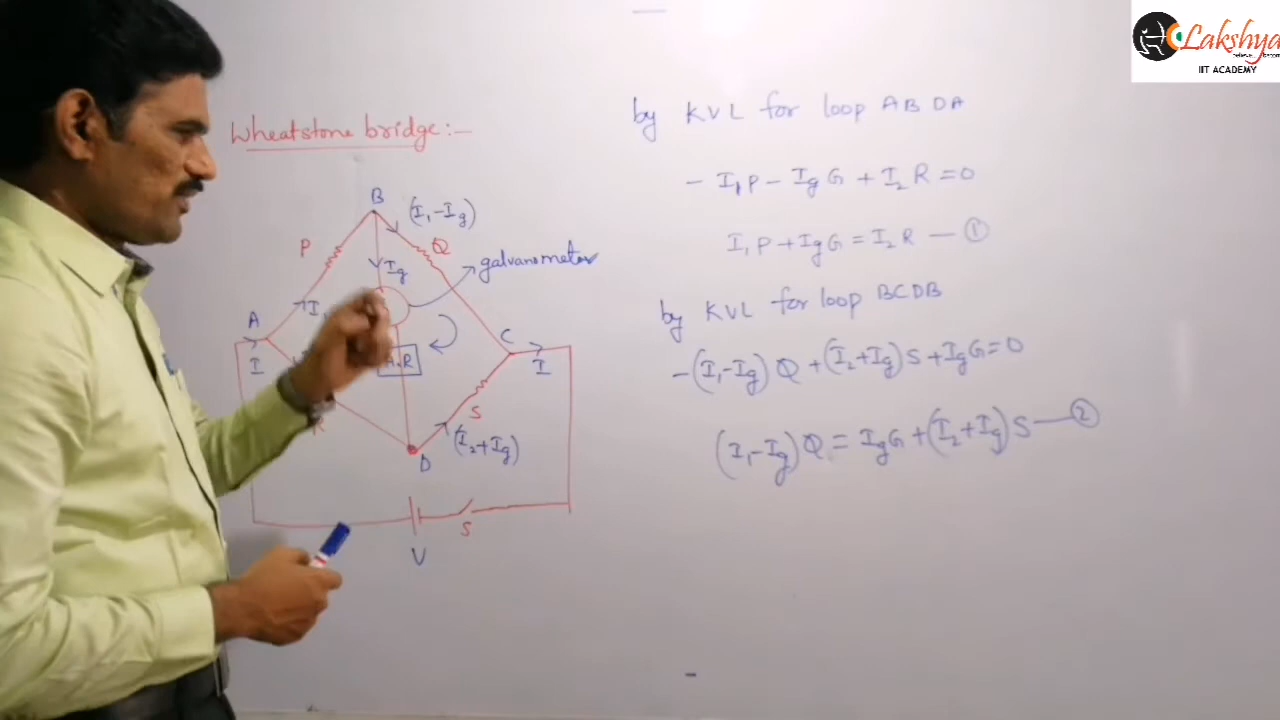 Lakshya
IIT ACADEMY
Wheatstone bridge:-
B
(I₁-Ig)
P
Q
Ig
galvanometer
A
I
I
C
I
A.R
S
(I₂+Ig)
D
S
V
by KVL for loop ABDA
- I₁P - IgG + I₂R = 0
I₁P + IgG = I₂R — ①
by KVL for loop BCDB
-(I₁-Ig)Q + (I₂+Ig)S + IgG = 0
(I₁-Ig)Q = IgG + (I₂+Ig)S — ②